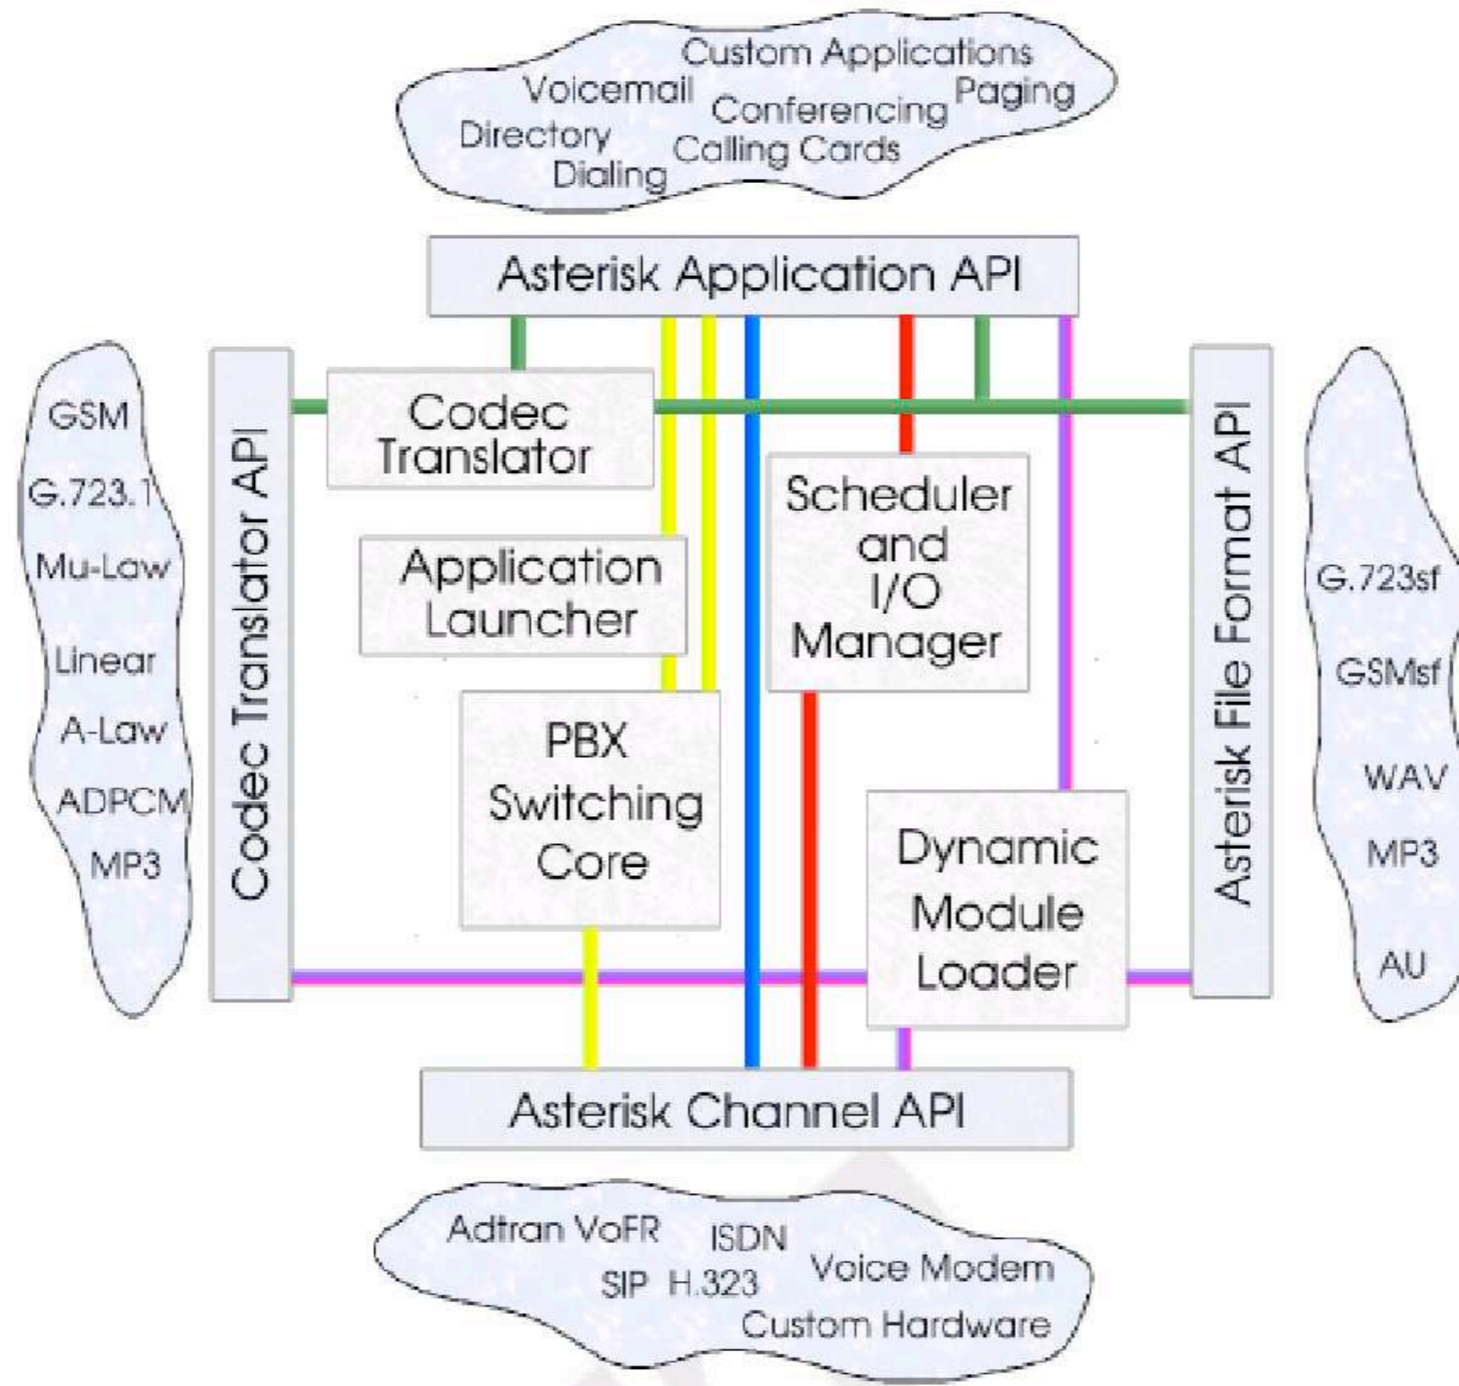 Custom Applications
Voicemail
Paging
Conferencing
Directory
Calling Cards
Dialing
Asterisk Application API
Codec Translator API
GSM
G.723.1
Mu-Law
Linear
A-Law
ADPCM
MP3
Codec
Translator
Application
Launcher
PBX
Switching
Core
Scheduler
and
I/O
Manager
Dynamic
Module
Loader
Asterisk File Format API
G.723sf
GSMsf
WAV
MP3
AU
Asterisk Channel API
Adtran VoFR
ISDN
SIP H.323
Voice Modem
Custom Hardware